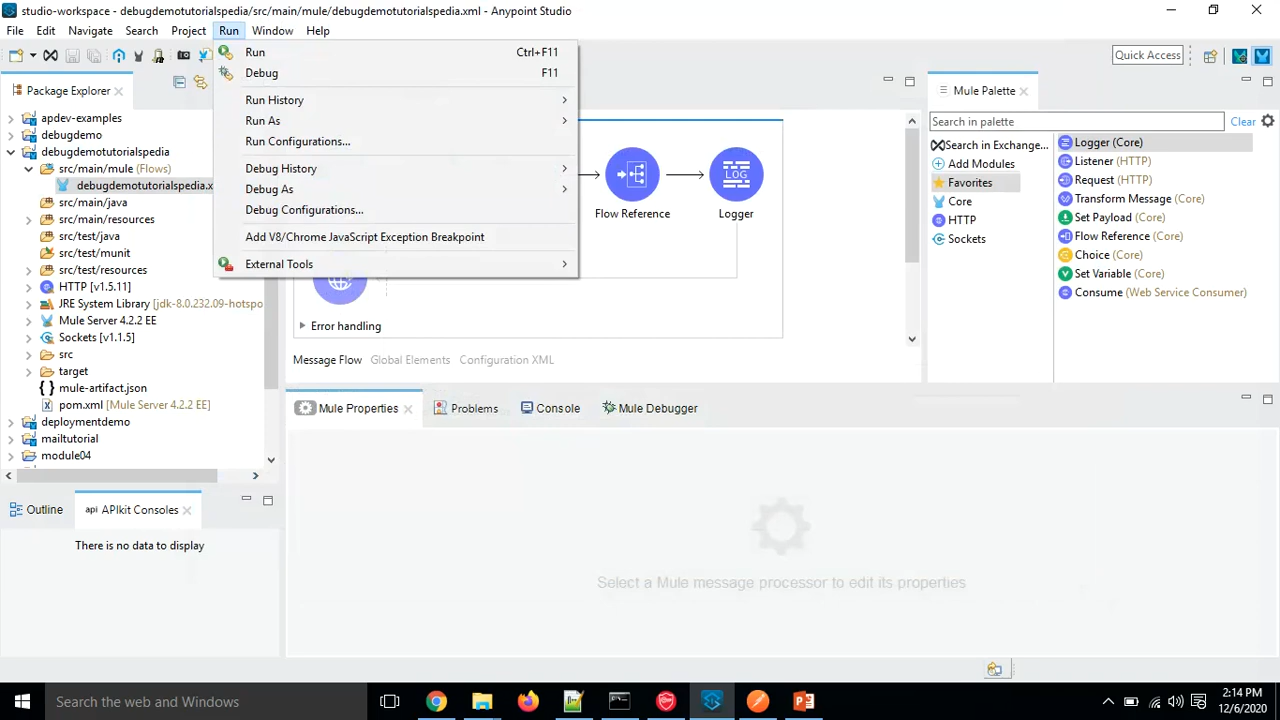 studio-workspace - debugdemotutorialspedia/src/main/mule/debugdemotutorialspedia.xml - Anypoint Studio
File Edit Navigate Search Project Run Window Help
Quick Access
Run Ctrl+F11
Debug F11
Run History
Run As
Run Configurations...
Debug History
Debug As
Debug Configurations...
Add V8/Chrome JavaScript Exception Breakpoint
External Tools
Package Explorer
apdev-examples
debugdemo
debugdemotutorialspedia
src/main/mule (Flows)
debugdemotutorialspedia.x
src/main/java
src/main/resources
src/test/java
src/test/munit
src/test/resources
HTTP [v1.5.11]
JRE System Library [jdk-8.0.232.09-hotspo
Mule Server 4.2.2 EE
Sockets [v1.1.5]
src
target
mule-artifact.json
pom.xml [Mule Server 4.2.2 EE]
deploymentdemo
mailtutorial
module04
LOG
Flow Reference
Logger
Error handling
Message Flow Global Elements Configuration XML
Mule Palette
Search in palette
Clear
Search in Exchange...
Add Modules
Favorites
Core
HTTP
Sockets
Logger (Core)
Listener (HTTP)
Request (HTTP)
Transform Message (Core)
Set Payload (Core)
Flow Reference (Core)
Choice (Core)
Set Variable (Core)
Consume (Web Service Consumer)
Mule Properties Problems Console Mule Debugger
Select a Mule message processor to edit its properties
Outline
api APIkit Consoles
There is no data to display
Search the web and Windows
2:14 PM
12/6/2020